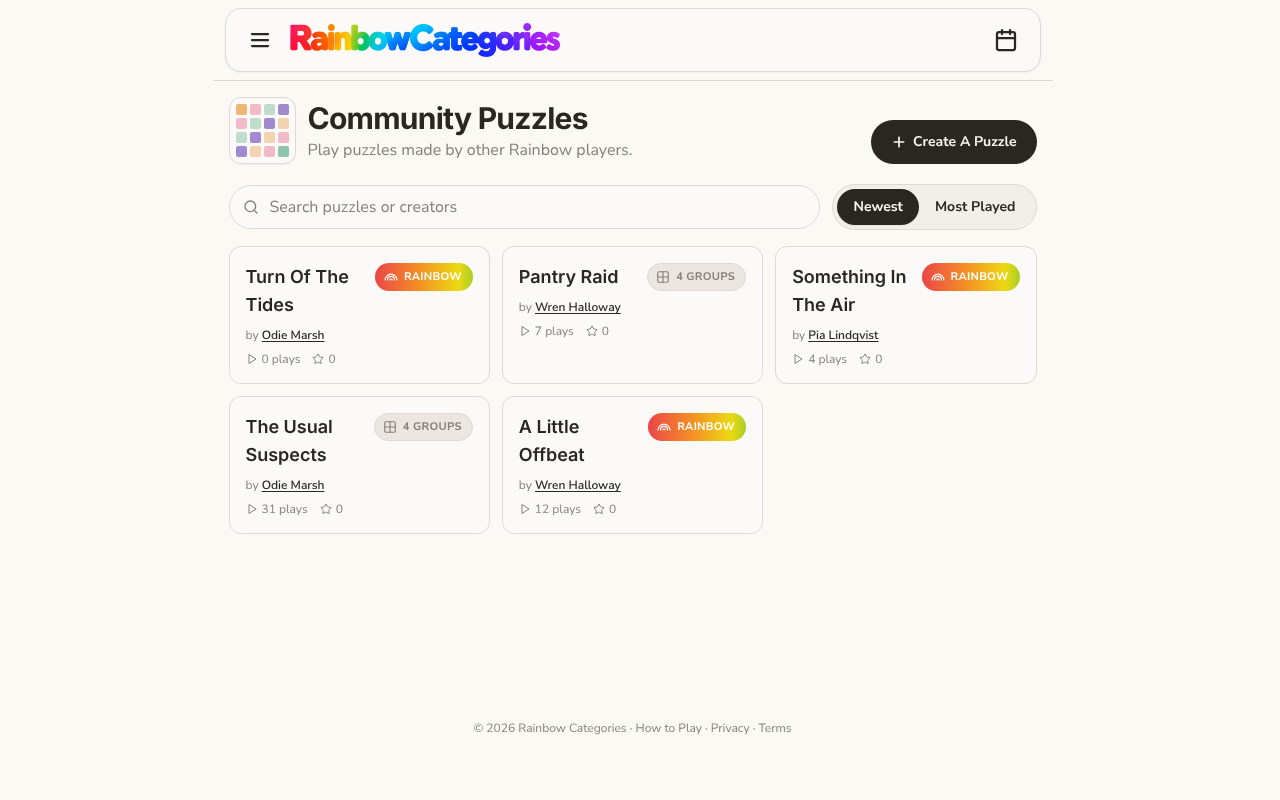 RainbowCategories
Community Puzzles
Play puzzles made by other Rainbow players.
Create A Puzzle
Search puzzles or creators
Newest
Most Played
Turn Of The
Tides
RAINBOW
by Odie Marsh
0 plays
0
Pantry Raid
4 GROUPS
by Wren Halloway
7 plays
0
Something In
The Air
RAINBOW
by Pia Lindqvist
4 plays
0
The Usual
Suspects
4 GROUPS
by Odie Marsh
31 plays
0
A Little
Offbeat
RAINBOW
by Wren Halloway
12 plays
0
© 2026 Rainbow Categories · How to Play · Privacy · Terms